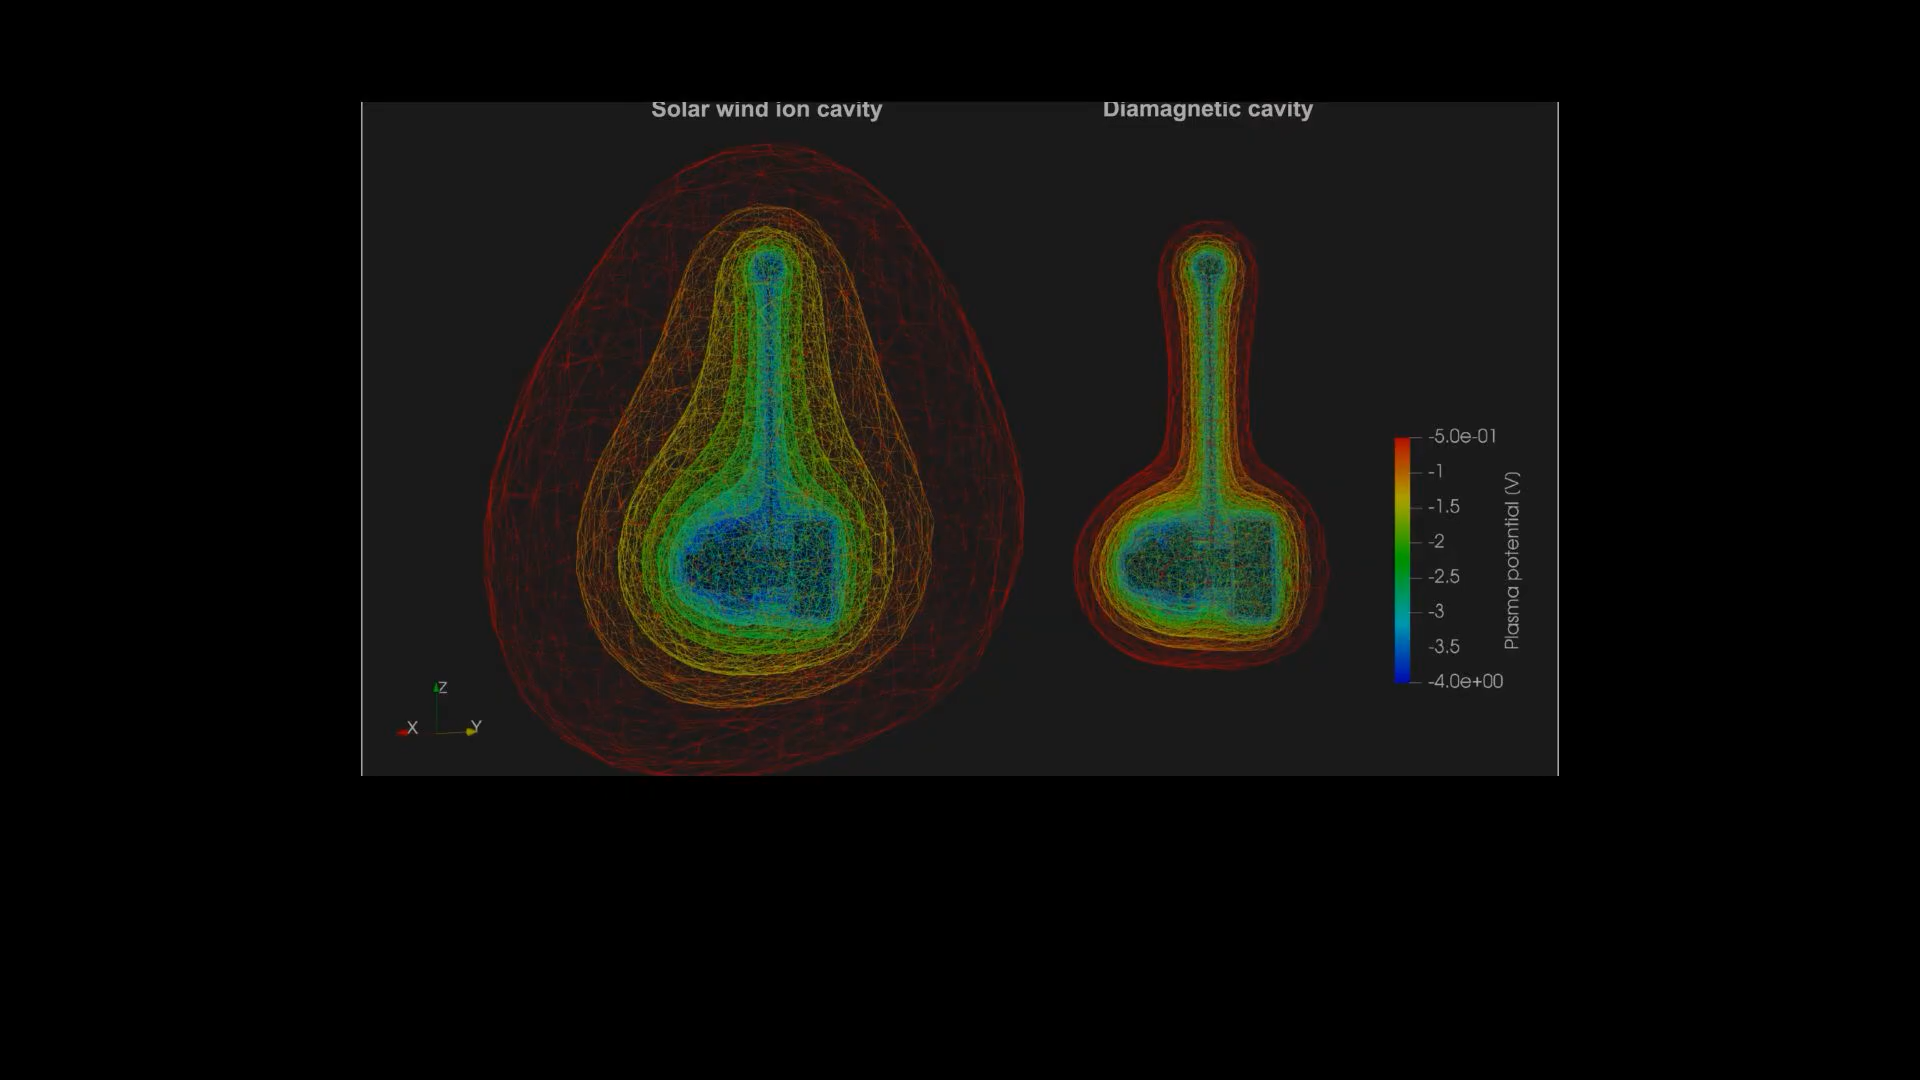 Solar wind ion cavity
Diamagnetic cavity
-5.0e-01
-1
-1.5
-2
-2.5
-3
-3.5
-4.0e+00
Plasma potential (V)
Z
X
Y